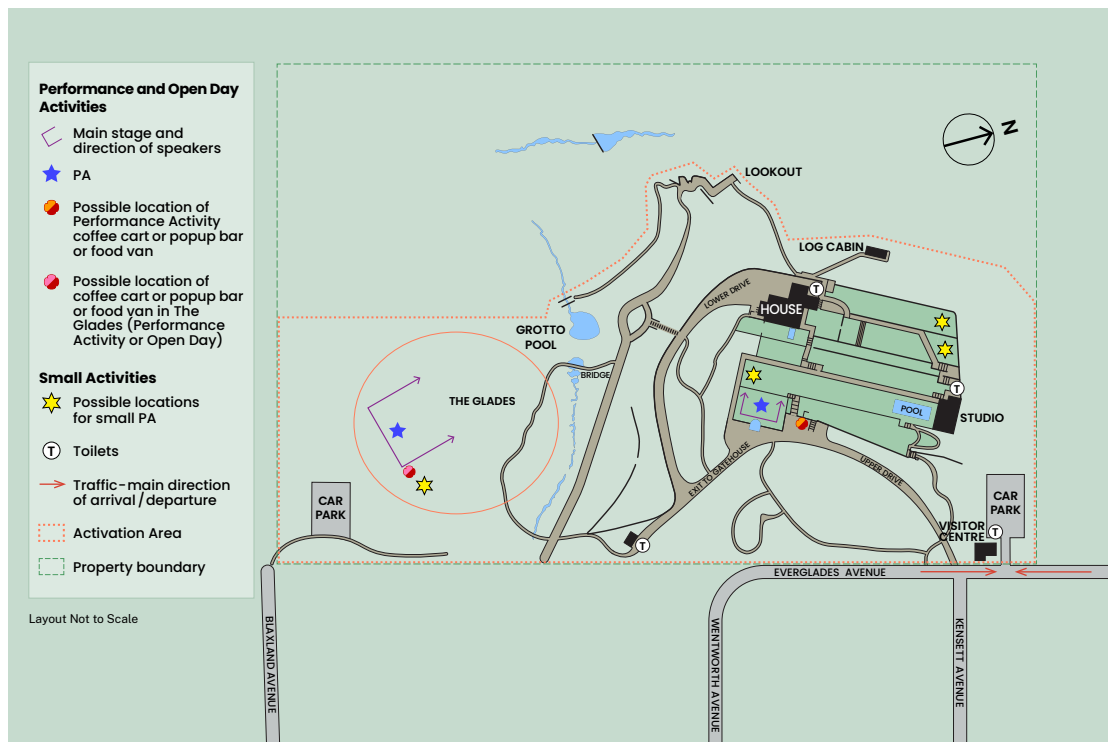 Performance and Open Day
Activities
Main stage and
direction of speakers
PA
Possible location of
Performance Activity
coffee cart or popup bar
or food van
Possible location of
coffee cart or popup bar
or food van in The
Glades (Performance
Activity or Open Day)
Small Activities
Possible locations
for small PA
T
Toilets
Traffic - main direction
of arrival / departure
Activation Area
Property boundary
Layout Not to Scale
N
LOOKOUT
LOG CABIN
LOWER DRIVE
T
HOUSE
GROTTO
POOL
BRIDGE
THE GLADES
T
POOL
STUDIO
EXIT TO GATEHOUSE
UPPER DRIVE
CAR
PARK
CAR
PARK
VISITOR
CENTRE
T
T
EVERGLADES AVENUE
BLAXLAND AVENUE
WENTWORTH AVENUE
KENSETT AVENUE